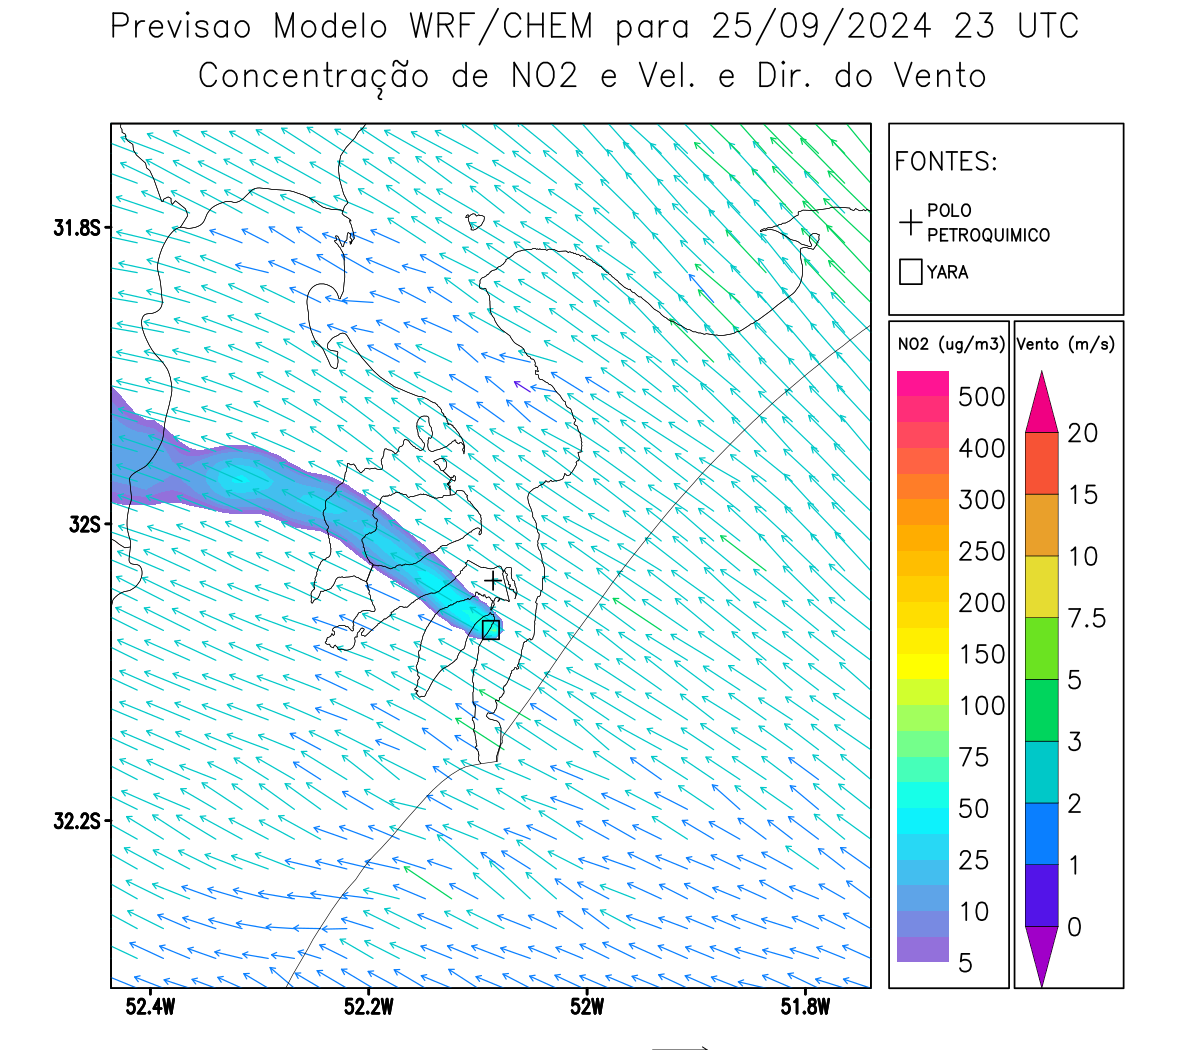 Previsao Modelo WRF/CHEM para 25/09/2024 23 UTC
Concentração de NO2 e Vel. e Dir. do Vento
31.8S
32S
32.2S
52.4W
52.2W
52W
51.8W
FONTES:
POLO
PETROQUIMICO
YARA
NO2 (ug/m3)
500
400
300
250
200
150
100
75
50
25
10
5
Vento (m/s)
20
15
10
7.5
5
3
2
1
0